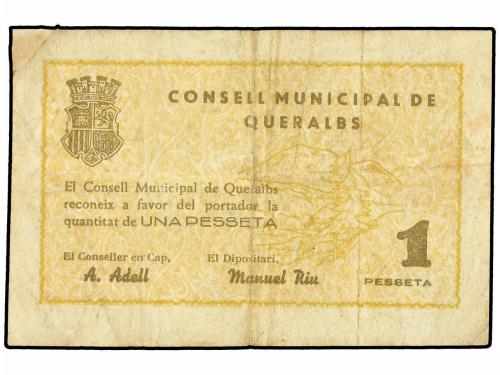 CONSELL MUNICIPAL DE
QUERALBS
El Consell Municipal de Queralbs
reconeix a favor del portador la
quantitat de UNA PESSETA
El Conseller en Cap,
El Dipositari,
A. Adell
Manuel Riu
1
PESSETA